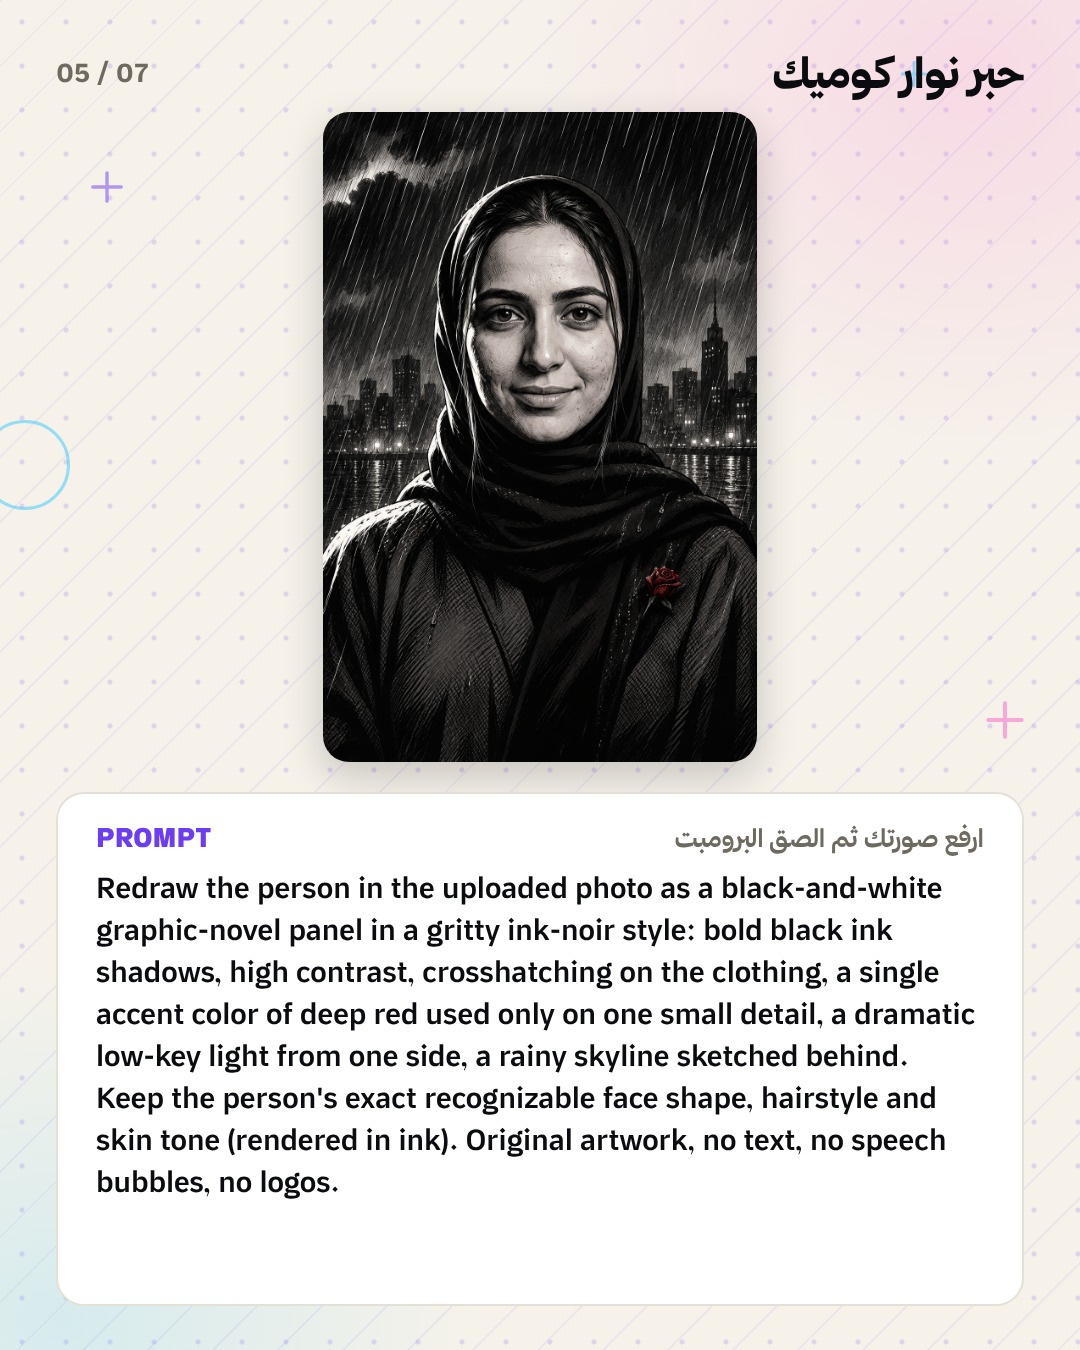 05 / 07
حبر نوار كوميك
PROMPT
ارفع صورتك ثم الصق البرومبت
Redraw the person in the uploaded photo as a black-and-white
graphic-novel panel in a gritty ink-noir style: bold black ink
shadows, high contrast, crosshatching on the clothing, a single
accent color of deep red used only on one small detail, a dramatic
low-key light from one side, a rainy skyline sketched behind.
Keep the person's exact recognizable face shape, hairstyle and
skin tone (rendered in ink). Original artwork, no text, no speech
bubbles, no logos.